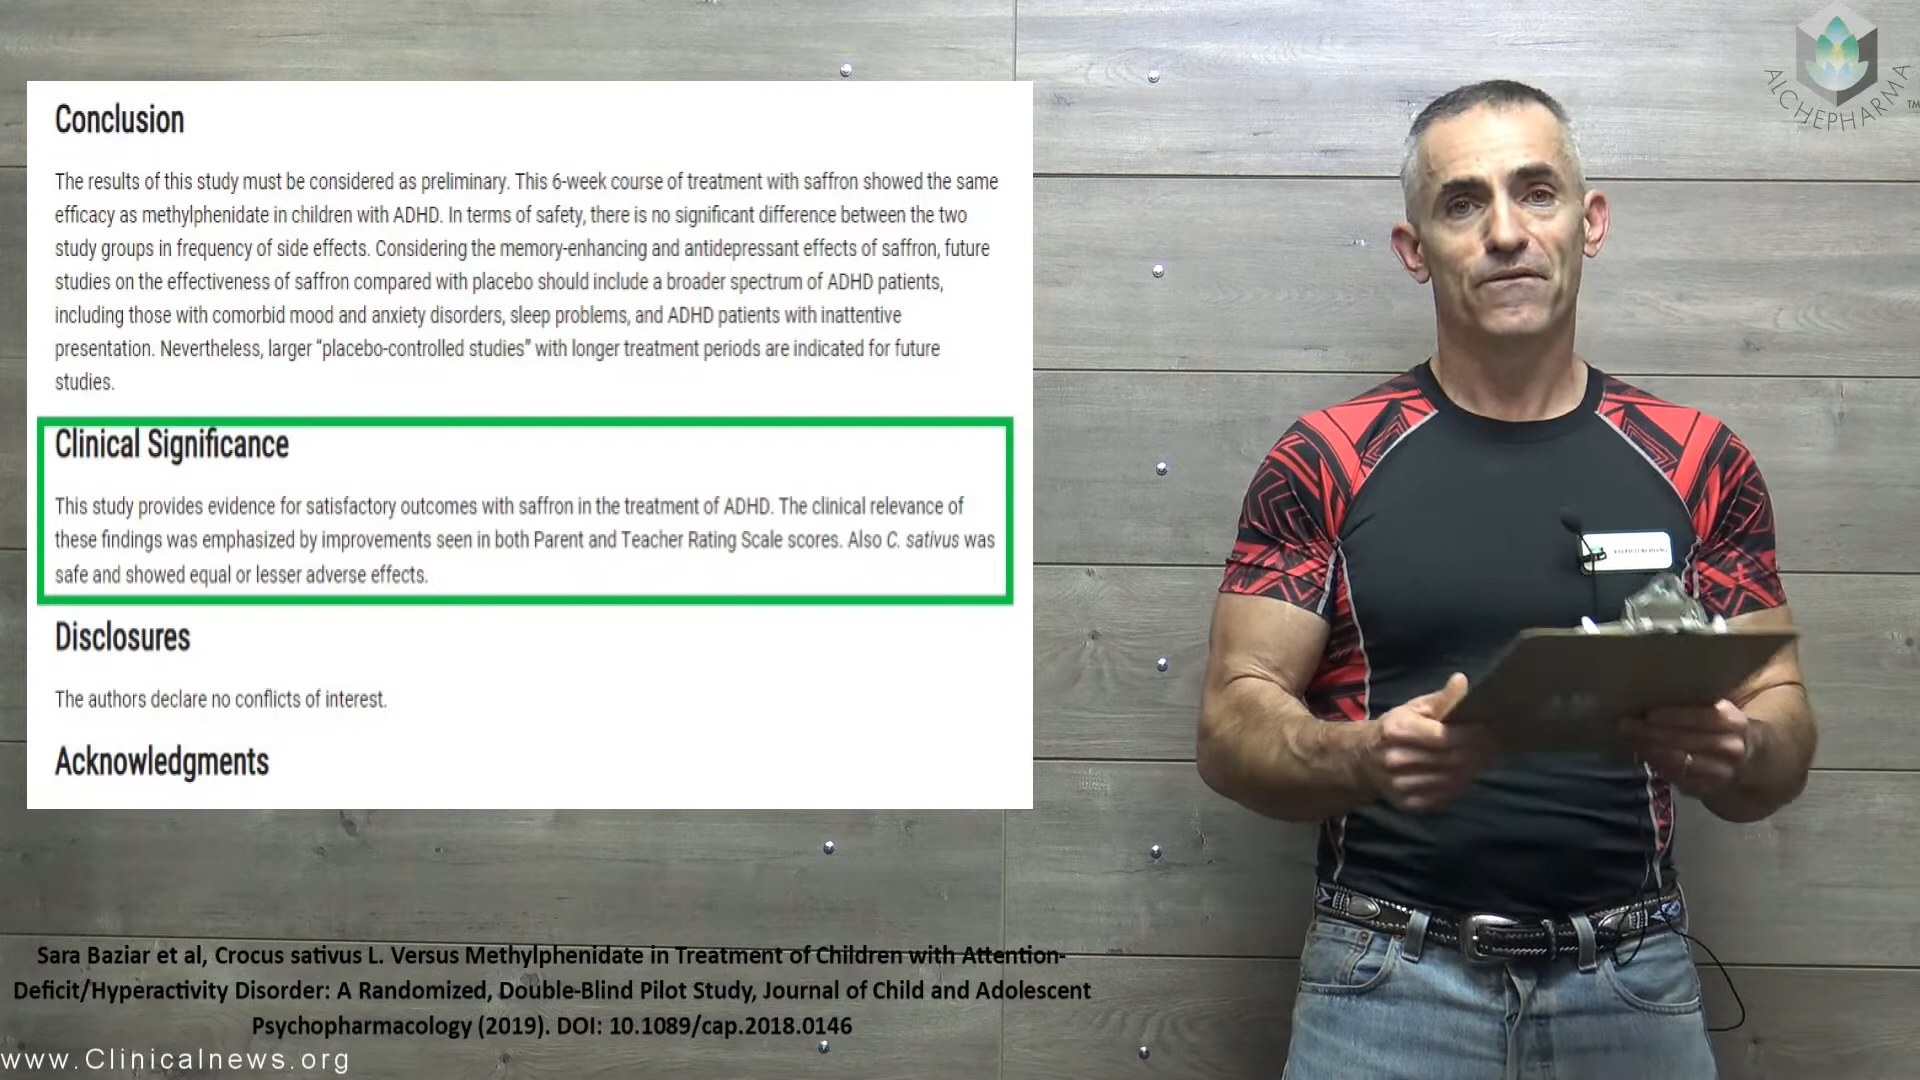 Conclusion
The results of this study must be considered as preliminary. This 6-week course of treatment with saffron showed the same
efficacy as methylphenidate in children with ADHD. In terms of safety, there is no significant difference between the two
study groups in frequency of side effects. Considering the memory-enhancing and antidepressant effects of saffron, future
studies on the effectiveness of saffron compared with placebo should include a broader spectrum of ADHD patients,
including those with comorbid mood and anxiety disorders, sleep problems, and ADHD patients with inattentive
presentation. Nevertheless, larger “placebo-controlled studies” with longer treatment periods are indicated for future
studies.
Clinical Significance
This study provides evidence for satisfactory outcomes with saffron in the treatment of ADHD. The clinical relevance of
these findings was emphasized by improvements seen in both Parent and Teacher Rating Scale scores. Also C. sativus was
safe and showed equal or lesser adverse effects.
Disclosures
The authors declare no conflicts of interest.
Acknowledgments
ALCHEPHARMA
TM
Sara Baziar et al, Crocus sativus L. Versus Methylphenidate in Treatment of Children with Attention-
Deficit/Hyperactivity Disorder: A Randomized, Double-Blind Pilot Study, Journal of Child and Adolescent
Psychopharmacology (2019). DOI: 10.1089/cap.2018.0146
www.Clinicalnews.org